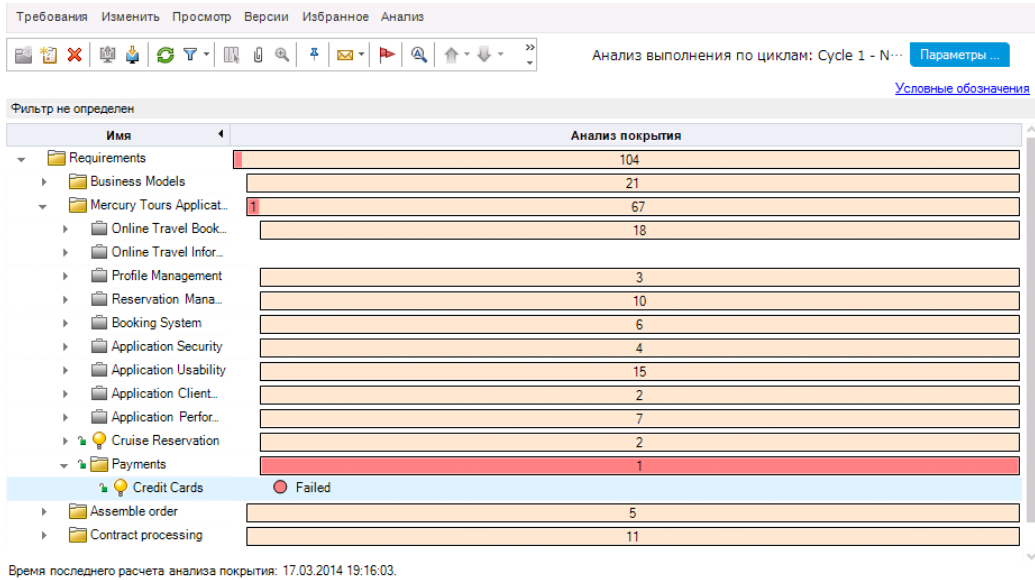 Требования Изменить Просмотр Версии Избранное Анализ
Анализ выполнения по циклам: Cycle 1 - N··· Параметры ...
Условные обозначения
Фильтр не определен
Имя Анализ покрытия
Requirements 104
Business Models 21
Mercury Tours Applicat... 1 67
Online Travel Book... 18
Online Travel Infor...
Profile Management 3
Reservation Mana... 10
Booking System 6
Application Security 4
Application Usability 15
Application Client... 2
Application Perfor... 7
Cruise Reservation 2
Payments 1
Credit Cards Failed
Assemble order 5
Contract processing 11
Время последнего расчета анализа покрытия: 17.03.2014 19:16:03.